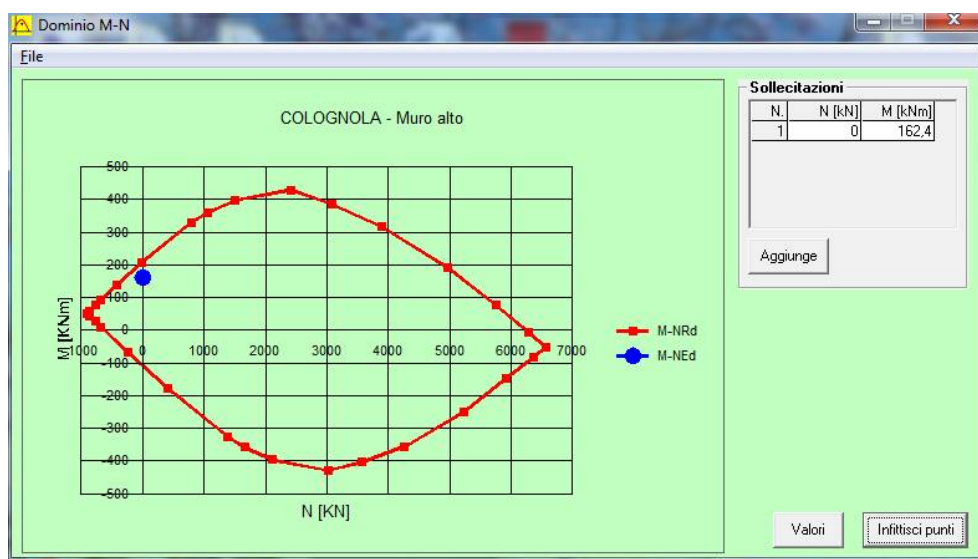 Dominio M-N
File
COLOGNOLA - Muro alto
500
400
300
200
100
0
-100
-200
-300
-400
-500
M [KNm]
1000 0 1000 2000 3000 4000 5000 6000 7000
N [KN]
M-NRd
M-NEd
Sollecitazioni
N. N [kN] M [kNm]
1 0 162,4
Aggiunge
Valori
Infittisci punti